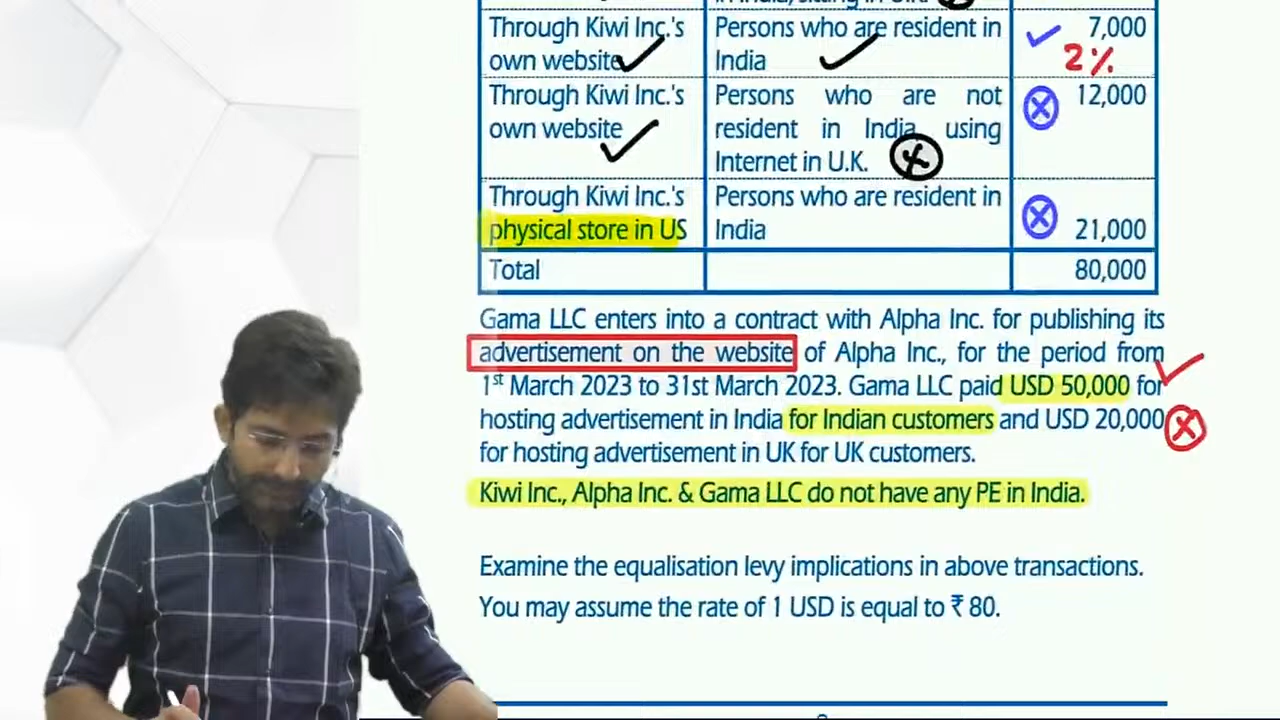 in India, sitting in U.K.
Through Kiwi Inc.'s Persons who are resident in 7,000
own website India 2%
Through Kiwi Inc.'s Persons who are not 12,000
own website resident in India, using
Internet in U.K.
Through Kiwi Inc.'s Persons who are resident in
physical store in US India 21,000
Total 80,000
Gama LLC enters into a contract with Alpha Inc. for publishing its
advertisement on the website of Alpha Inc., for the period from
1st March 2023 to 31st March 2023. Gama LLC paid USD 50,000 for
hosting advertisement in India for Indian customers and USD 20,000
for hosting advertisement in UK for UK customers.
Kiwi Inc., Alpha Inc. & Gama LLC do not have any PE in India.
Examine the equalisation levy implications in above transactions.
You may assume the rate of 1 USD is equal to ₹ 80.